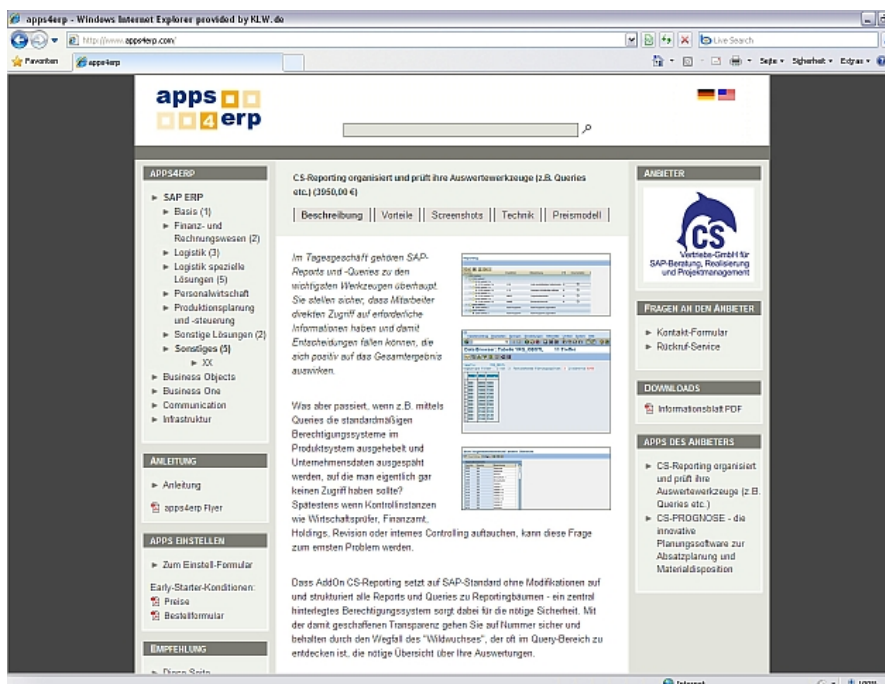 apps4erp - Windows Internet Explorer provided by KLW.de
http://www.apps4erp.com/
Live Search
Favoriten
apps4erp
Seite
Sicherheit
Extras
apps
4 erp
APPS4ERP
SAP ERP
Basis (1)
Finanz- und
Rechnungswesen (2)
Logistik (3)
Logistik spezielle
Lösungen (5)
Personalwirtschaft
Produktionsplanung
und -steuerung
Sonstige Lösungen (2)
Sonstiges (5)
XX
Business Objects
Business One
Communication
Infrastruktur
ANLEITUNG
Anleitung
apps4erp Flyer
APPS EINSTELLEN
Zum Einstell-Formular
Early-Starter-Konditionen:
Preise
Bestellformular
EMPFEHLUNG
Diese Seite
CS-Reporting organisiert und prüft ihre Auswertewerkzeuge (z.B. Queries
etc.) (3950,00 €)
Beschreibung
Vorteile
Screenshots
Technik
Preismodell
Im Tagesgeschäft gehören SAP-
Reports und -Queries zu den
wichtigsten Werkzeugen überhaupt.
Sie stellen sicher, dass Mitarbeiter
direkten Zugriff auf erforderliche
Informationen haben und damit
Entscheidungen fällen können, die
sich positiv auf das Gesamtergebnis
auswirken.
Was aber passiert, wenn z.B. mittels
Queries die standardmäßigen
Berechtigungssysteme im
Produktsystem ausgehebelt und
Unternehmensdaten ausgespäht
werden, auf die man eigentlich gar
keinen Zugriff haben sollte?
Spätestens wenn Kontrollinstanzen
wie Wirtschaftsprüfer, Finanzamt,
Holdings, Revision oder internes Controlling auftauchen, kann diese Frage
zum ernsten Problem werden.
Dass AddOn CS-Reporting setzt auf SAP-Standard ohne Modifikationen auf
und strukturiert alle Reports und Queries zu Reportingbäumen - ein zentral
hinterlegtes Berechtigungssystem sorgt dabei für die nötige Sicherheit. Mit
der damit geschaffenen Transparenz gehen Sie auf Nummer sicher und
behalten durch den Wegfall des "Wildwuchses", der oft im Query-Bereich zu
entdecken ist, die nötige Übersicht über Ihre Auswertungen.
ANBIETER
CS
Vertriebs-GmbH für
SAP-Beratung, Realisierung
und Projektmanagement
FRAGEN AN DEN ANBIETER
Kontakt-Formular
Rückruf-Service
DOWNLOADS
Informationsblatt PDF
APPS DES ANBIETERS
CS-Reporting organisiert
und prüft ihre
Auswertewerkzeuge (z.B.
Queries etc.)
CS-PROGNOSE - die
innovative
Planungssoftware zur
Absatzplanung und
Materialdisposition
Internet
100%